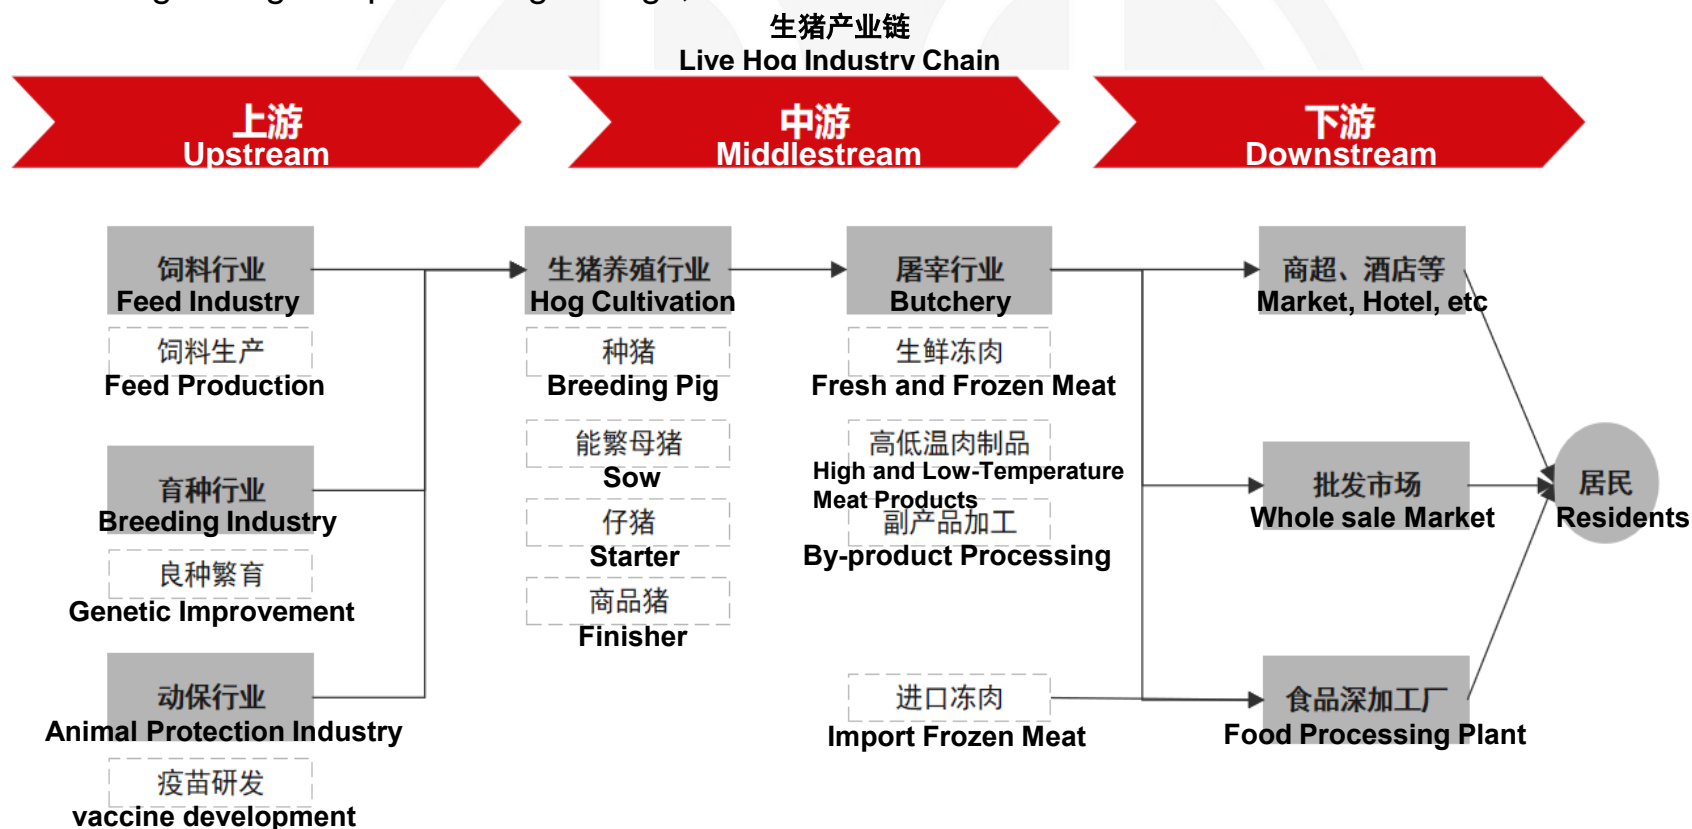 生猪产业链
Live Hog Industry Chain
上游
Upstream
中游
Middlestream
下游
Downstream
饲料行业
Feed Industry
饲料生产
Feed Production
育种行业
Breeding Industry
良种繁育
Genetic Improvement
动保行业
Animal Protection Industry
疫苗研发
vaccine development
生猪养殖行业
Hog Cultivation
种猪
Breeding Pig
能繁母猪
Sow
仔猪
Starter
商品猪
Finisher
屠宰行业
Butchery
生鲜冻肉
Fresh and Frozen Meat
高低温肉制品
High and Low-Temperature
Meat Products
副产品加工
By-product Processing
进口冻肉
Import Frozen Meat
商超、酒店等
Market, Hotel, etc
批发市场
Whole sale Market
食品深加工厂
Food Processing Plant
居民
Residents